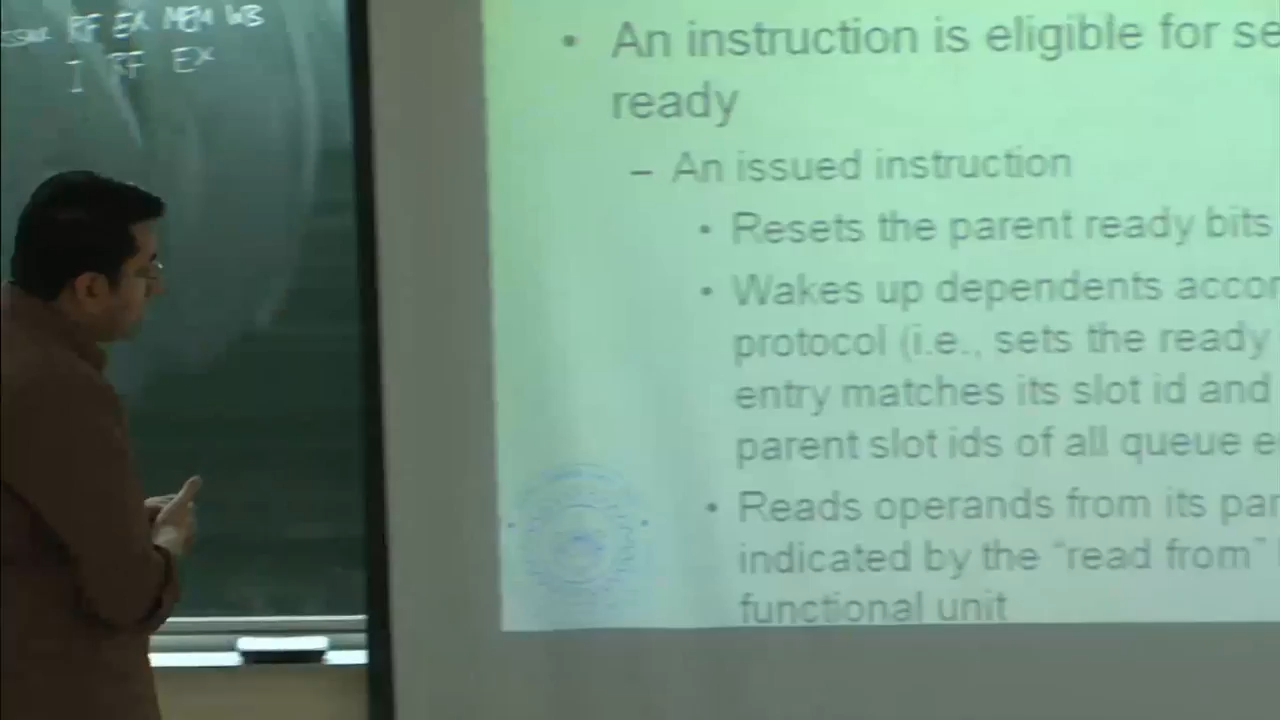 RF EX MEM WB
I RF EX
• An instruction is eligible for se
ready
– An issued instruction
• Resets the parent ready bits
• Wakes up dependents accor
protocol (i.e., sets the ready
entry matches its slot id and
parent slot ids of all queue e
• Reads operands from its par
indicated by the "read from"
functional unit